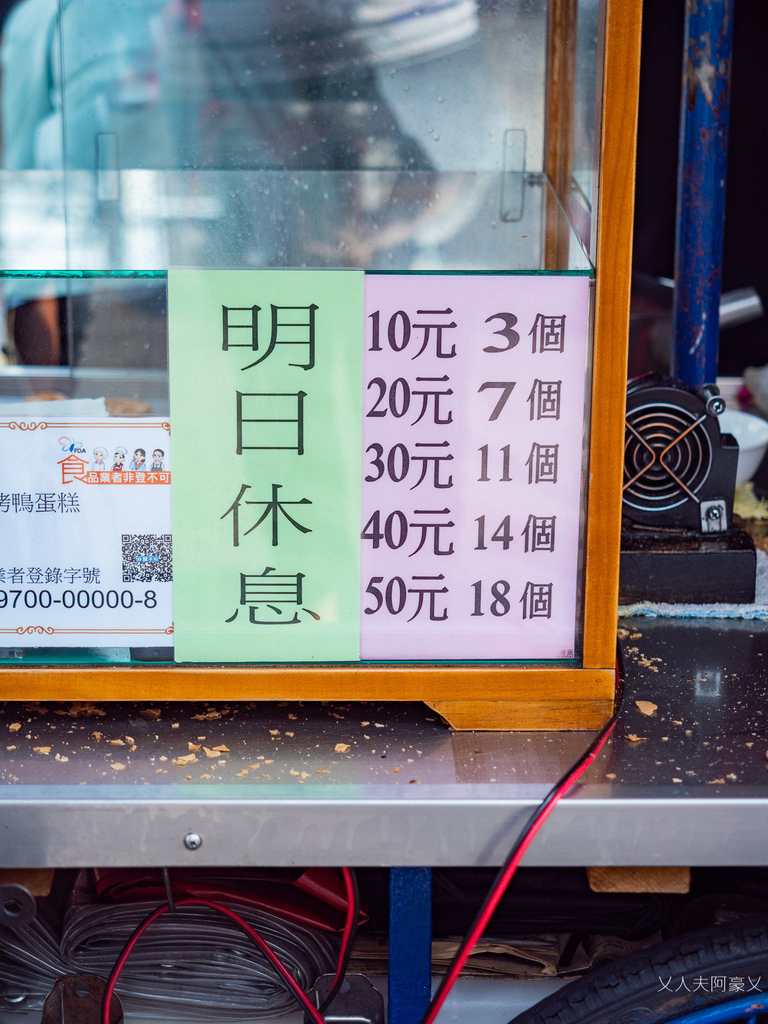 明日休息
10元 3個
20元 7個
30元 11個
40元 14個
50元 18個
FDA
食品業者非登不可
烤鴨蛋糕
業者登錄字號
9700-00000-8
乂人夫阿豪乂